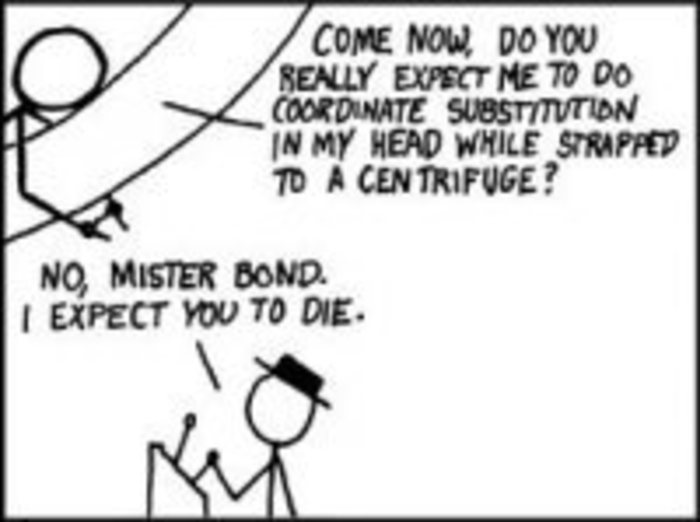 COME NOW, DO YOU
REALLY EXPECT ME TO DO
COORDINATE SUBSTITUTION
IN MY HEAD WHILE STRAPPED
TO A CENTRIFUGE?
NO, MISTER BOND.
I EXPECT YOU TO DIE.